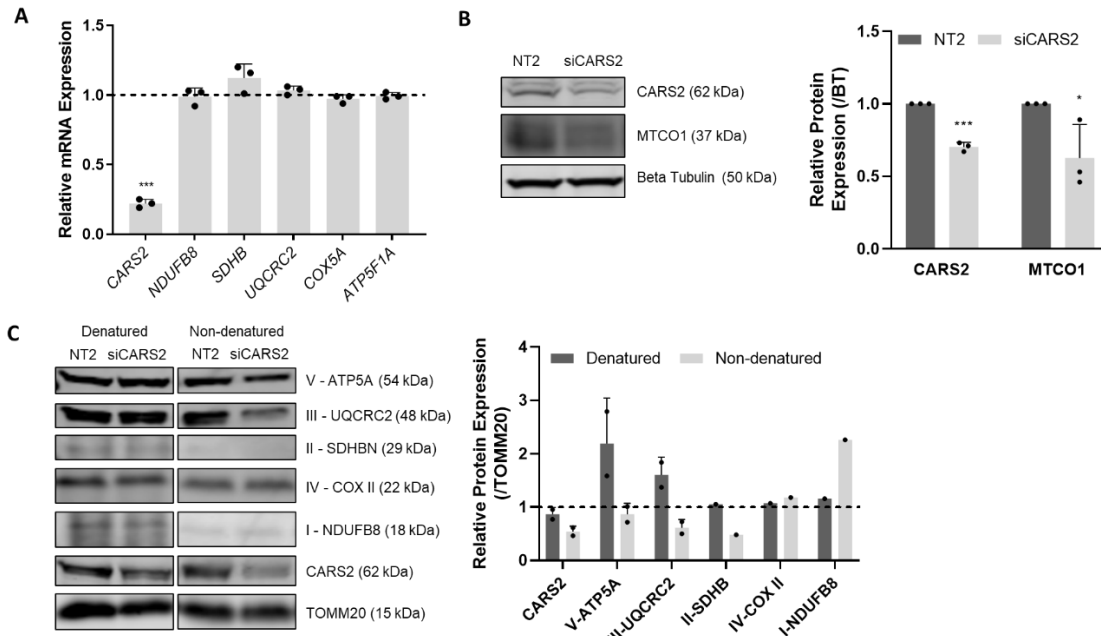 A
Relative mRNA Expression
1.5
1.0
0.5
0.0
***
CARS2
NDUFB8
SDHB
UQCRC2
COX5A
ATP5F1A
B
NT2 siCARS2
CARS2 (62 kDa)
MTCO1 (37 kDa)
Beta Tubulin (50 kDa)
NT2 siCARS2
Relative Protein
Expression (/BT)
1.5
1.0
0.5
0.0
***
*
CARS2 MTCO1
C
Denatured Non-denatured
NT2 siCARS2 NT2 siCARS2
V - ATP5A (54 kDa)
III - UQCRC2 (48 kDa)
II - SDHBN (29 kDa)
IV - COX II (22 kDa)
I - NDUFB8 (18 kDa)
CARS2 (62 kDa)
TOMM20 (15 kDa)
Denatured Non-denatured
Relative Protein Expression
(/TOMM20)
4
3
2
1
0
CARS2
V-ATP5A
II-SDHB
IV-COX II
I-NDUFB8